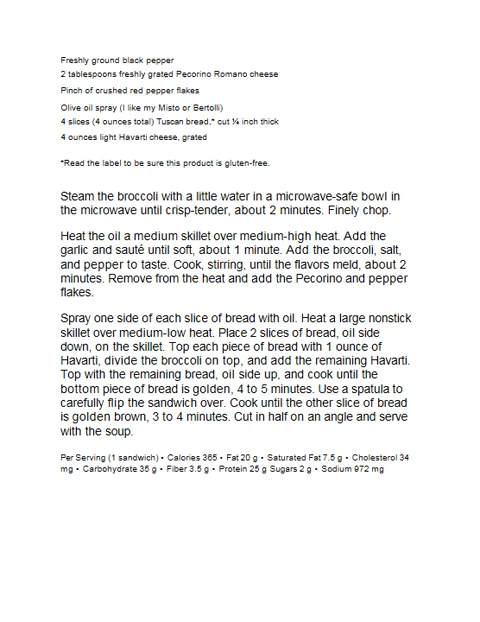 Freshly ground black pepper
2 tablespoons freshly grated Pecorino Romano cheese
Pinch of crushed red pepper flakes
Olive oil spray (I like my Misto or Bertolli)
4 slices (4 ounces total) Tuscan bread,* cut ¼ inch thick
4 ounces light Havarti cheese, grated
*Read the label to be sure this product is gluten-free.
Steam the broccoli with a little water in a microwave-safe bowl in
the microwave until crisp-tender, about 2 minutes. Finely chop.
Heat the oil a medium skillet over medium-high heat. Add the
garlic and sauté until soft, about 1 minute. Add the broccoli, salt,
and pepper to taste. Cook, stirring, until the flavors meld, about 2
minutes. Remove from the heat and add the Pecorino and pepper
flakes.
Spray one side of each slice of bread with oil. Heat a large nonstick
skillet over medium-low heat. Place 2 slices of bread, oil side
down, on the skillet. Top each piece of bread with 1 ounce of
Havarti, divide the broccoli on top, and add the remaining Havarti.
Top with the remaining bread, oil side up, and cook until the
bottom piece of bread is golden, 4 to 5 minutes. Use a spatula to
carefully flip the sandwich over. Cook until the other slice of bread
is golden brown, 3 to 4 minutes. Cut in half on an angle and serve
with the soup.
Per Serving (1 sandwich) • Calories 365 • Fat 20 g • Saturated Fat 7.5 g • Cholesterol 34
mg • Carbohydrate 35 g • Fiber 3.5 g • Protein 25 g Sugars 2 g • Sodium 972 mg